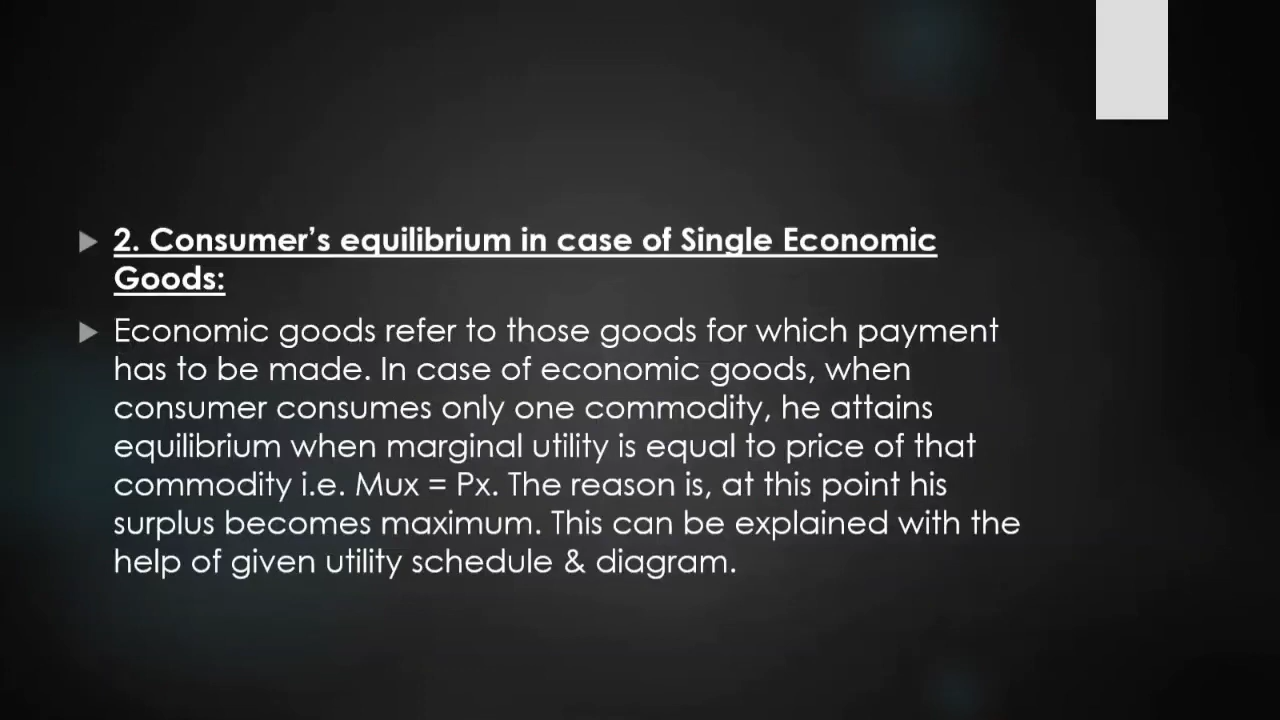 2. Consumer’s equilibrium in case of Single Economic
Goods:
Economic goods refer to those goods for which payment
has to be made. In case of economic goods, when
consumer consumes only one commodity, he attains
equilibrium when marginal utility is equal to price of that
commodity i.e. Mux = Px. The reason is, at this point his
surplus becomes maximum. This can be explained with the
help of given utility schedule & diagram.